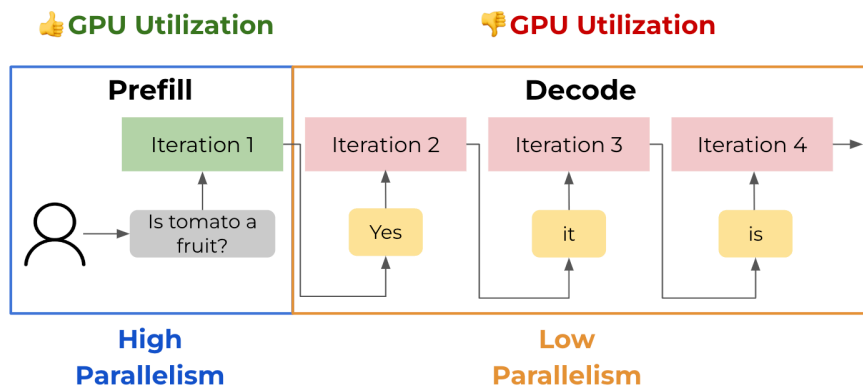 👍GPU Utilization
👎GPU Utilization
Prefill
Decode
Iteration 1
Iteration 2
Iteration 3
Iteration 4
Is tomato a
fruit?
Yes
it
is
High
Parallelism
Low
Parallelism